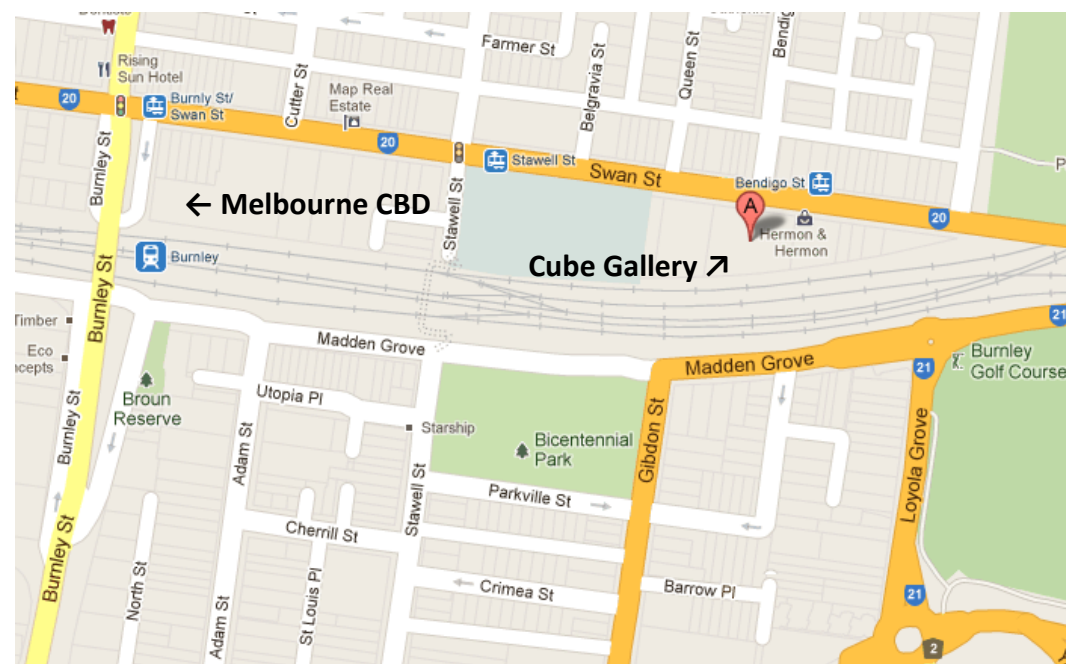 Dentists
Rising
Sun Hotel
Burnly St/
Swan St
20
Map Real
Estate
Cutter St
Farmer St
Belgravia St
Queen St
20
Stawell St
Swan St
Bendigo St
A
20
Hermon &
Hermon
← Melbourne CBD
Cube Gallery ↗
Burnley St
Stawell St
Burnley
Burnley St
Timber
Eco
Madden Grove
Madden Grove
21
21
Burnley
Golf Course
Broun
Reserve
Utopia Pl
Starship
Bicentennial
Park
Gibdon St
Loyola Grove
Burnley St
Adam St
Stawell St
Parkville St
Cherrill St
Burnley St
North St
Adam St
St Louis Pl
Crimea St
Barrow Pl
21
2